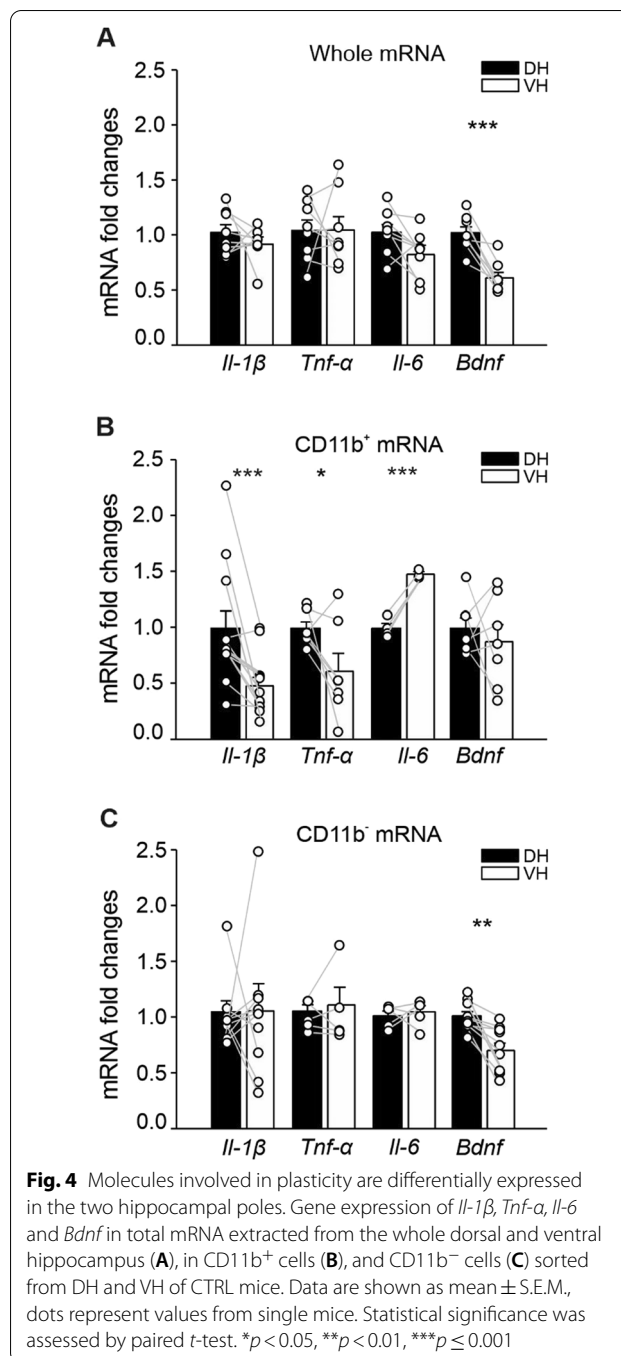 A
Whole mRNA
DH
VH
***
mRNA fold changes
2.5
2.0
1.5
1.0
0.5
0.0
Il-1β Tnf-α Il-6 Bdnf
B
CD11b⁺ mRNA
DH
VH
*** * ***
mRNA fold changes
2.5
2.0
1.5
1.0
0.5
0.0
Il-1β Tnf-α Il-6 Bdnf
C
CD11b⁻ mRNA
DH
VH
**
mRNA fold changes
2.5
2.0
1.5
1.0
0.5
0.0
Il-1β Tnf-α Il-6 Bdnf
Fig. 4 Molecules involved in plasticity are differentially expressed
in the two hippocampal poles. Gene expression of Il-1β, Tnf-α, Il-6
and Bdnf in total mRNA extracted from the whole dorsal and ventral
hippocampus (A), in CD11b⁺ cells (B), and CD11b⁻ cells (C) sorted
from DH and VH of CTRL mice. Data are shown as mean ± S.E.M.,
dots represent values from single mice. Statistical significance was
assessed by paired t-test. *p < 0.05, **p < 0.01, ***p ≤ 0.001